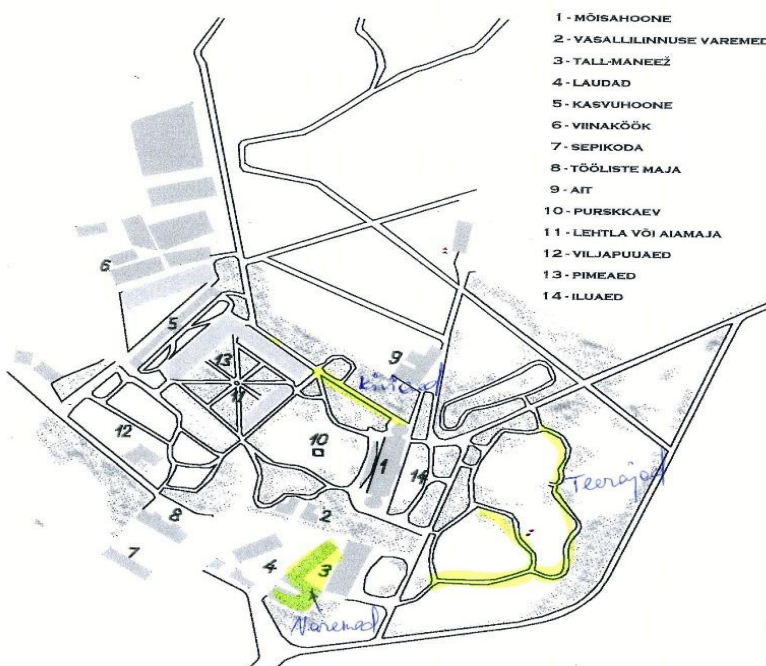 1 - MÕISAHOONE
2 - VASALLILINNUSE VAREMED
3 - TALL-MANEEŽ
4 - LAUDAD
5 - KASVUHOONE
6 - VIINAKÖÖK
7 - SEPIKODA
8 - TÖÖLISTE MAJA
9 - AIT
10 - PURSKKAEV
11 - LEHTLA VÕI AIAMAJA
12 - VILJAPUUAED
13 - PIMEAED
14 - ILUAED
6
5
9
13
Kiviaed
11
12
10
1
14
Teerajad
2
8
7
4
3
Varemed